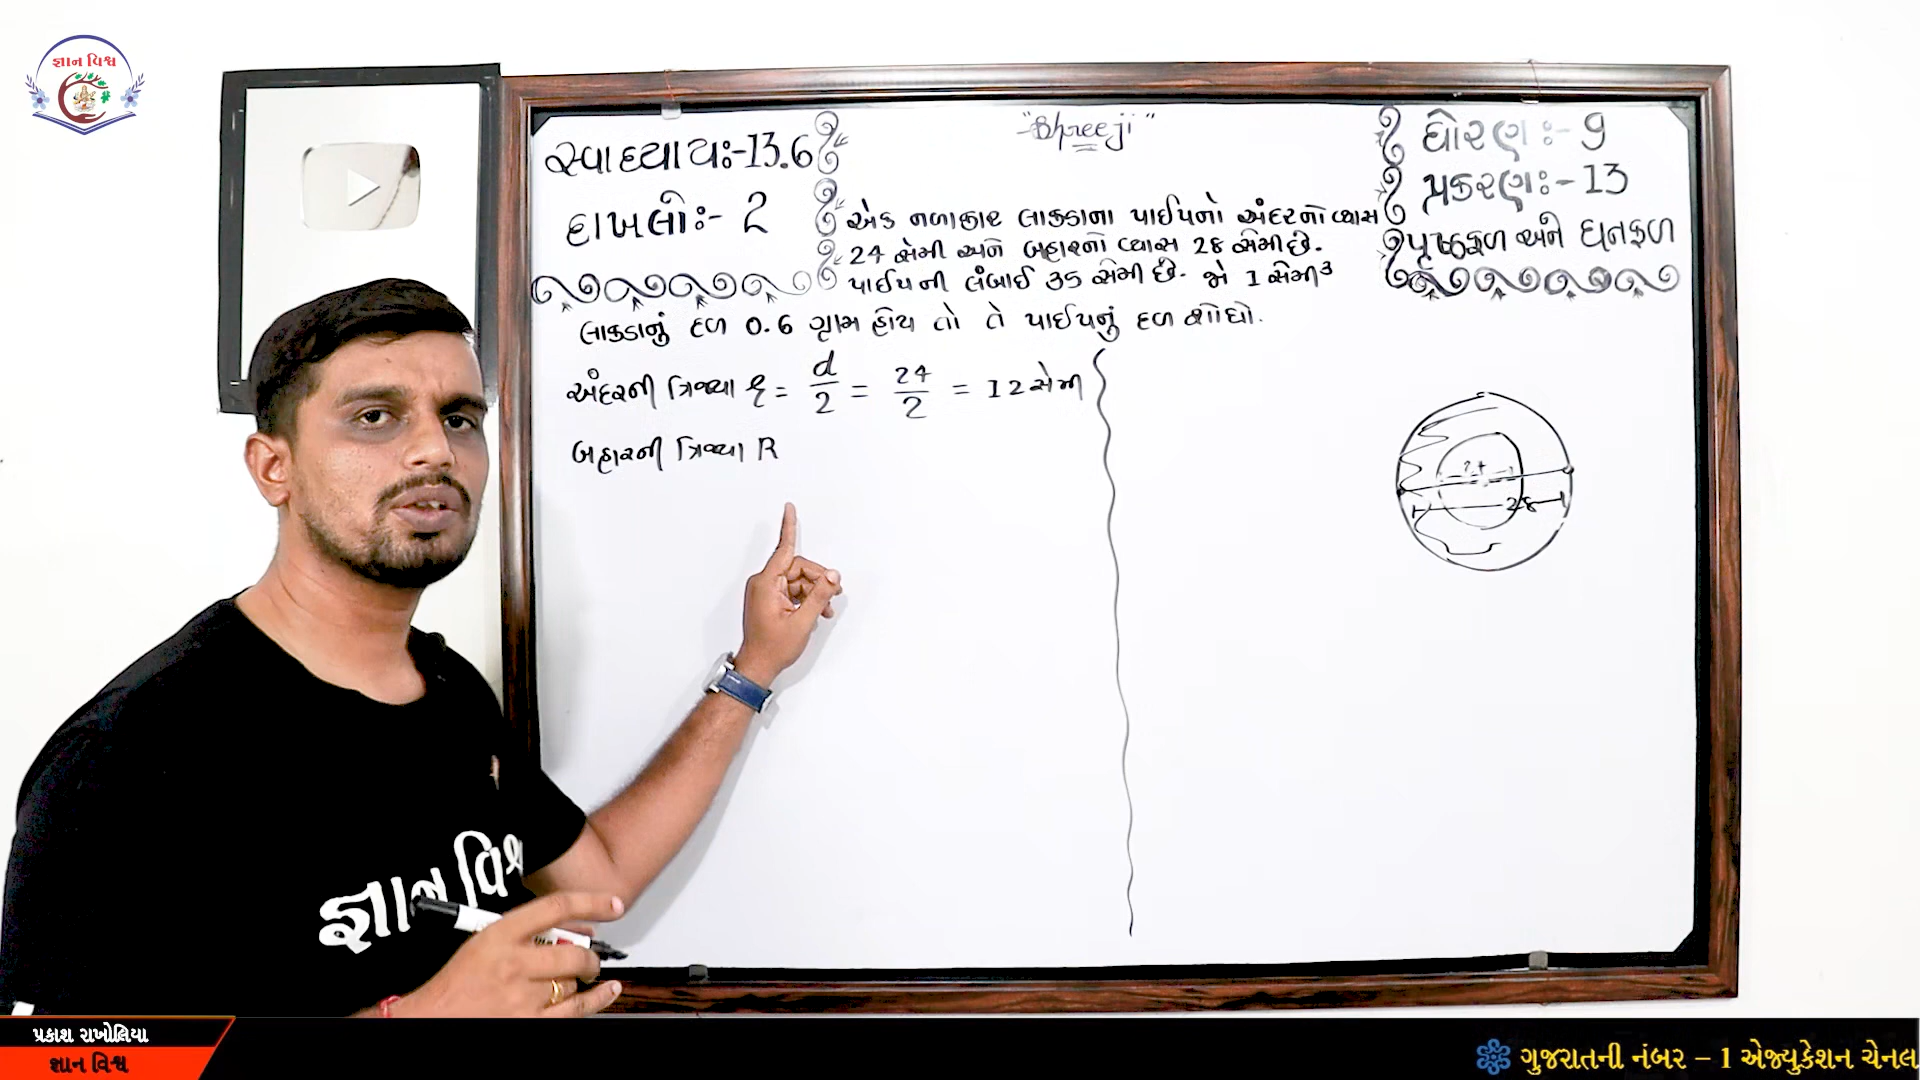 જ્ઞાન વિશ્વ
"Shreeji"
સ્વાધ્યાયઃ-13.6
દાખલોઃ- 2
ધોરણઃ- 9
પ્રકરણઃ- 13
પૃષ્ઠફળ અને ઘનફળ
એક નળાકાર લાકડાના પાઈપનો અંદરનો વ્યાસ
24 સેમી અને બહારનો વ્યાસ 28 સેમી છે.
પાઈપની લંબાઈ 35 સેમી છે. જો 1 સેમી³
લાકડાનું દળ 0.6 ગ્રામ હોય તો તે પાઈપનું દળ શોધો.
અંદરની ત્રિજ્યા r = d/2 = 24/2 = 12 સેમી
બહારની ત્રિજ્યા R
24
28
જ્ઞાન વિશ્વ
પ્રકાશ રાખોલિયા
જ્ઞાન વિશ્વ
ગુજરાતની નંબર – 1 એજ્યુકેશન ચેનલ